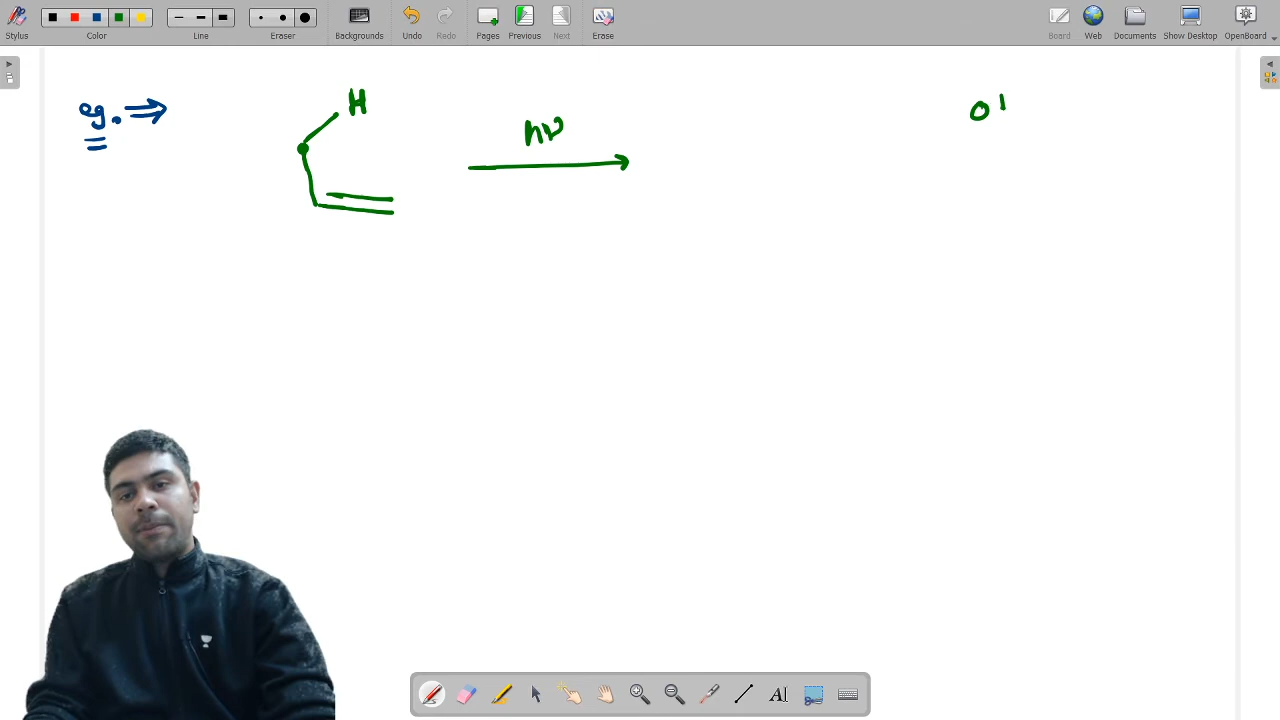 Stylus
Color
Line
Eraser
Backgrounds
Undo
Redo
Pages
Previous
Next
Erase
Board
Web
Documents
Show Desktop
OpenBoard
eg. ⇒
H
hν
0'